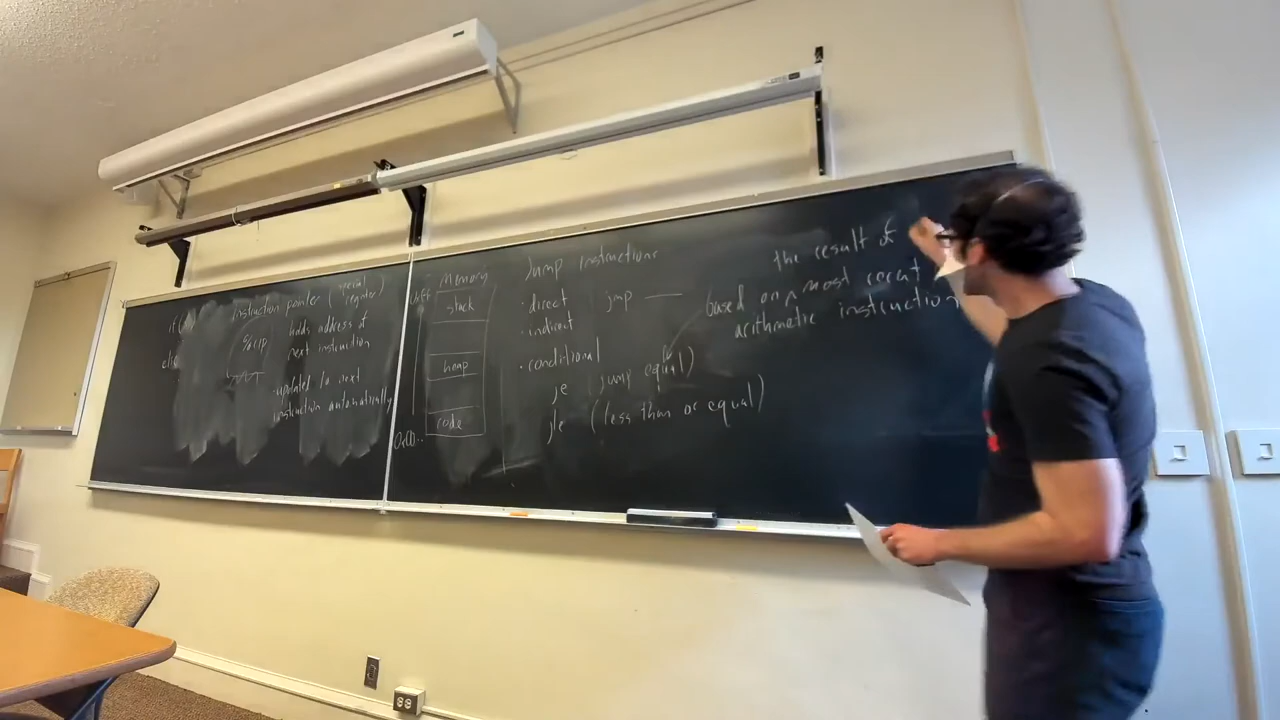 if(
else
instruction pointer (special
register)
%rip
holds address of
next instruction
updated to next
instruction automatically
Memory
0xff
stack
heap
code
0x00..
Jump Instructions
· direct jmp
· indirect
· conditional
je (jump equal)
jle (less than or equal)
the result of
based on ^ most recent
arithmetic instruction